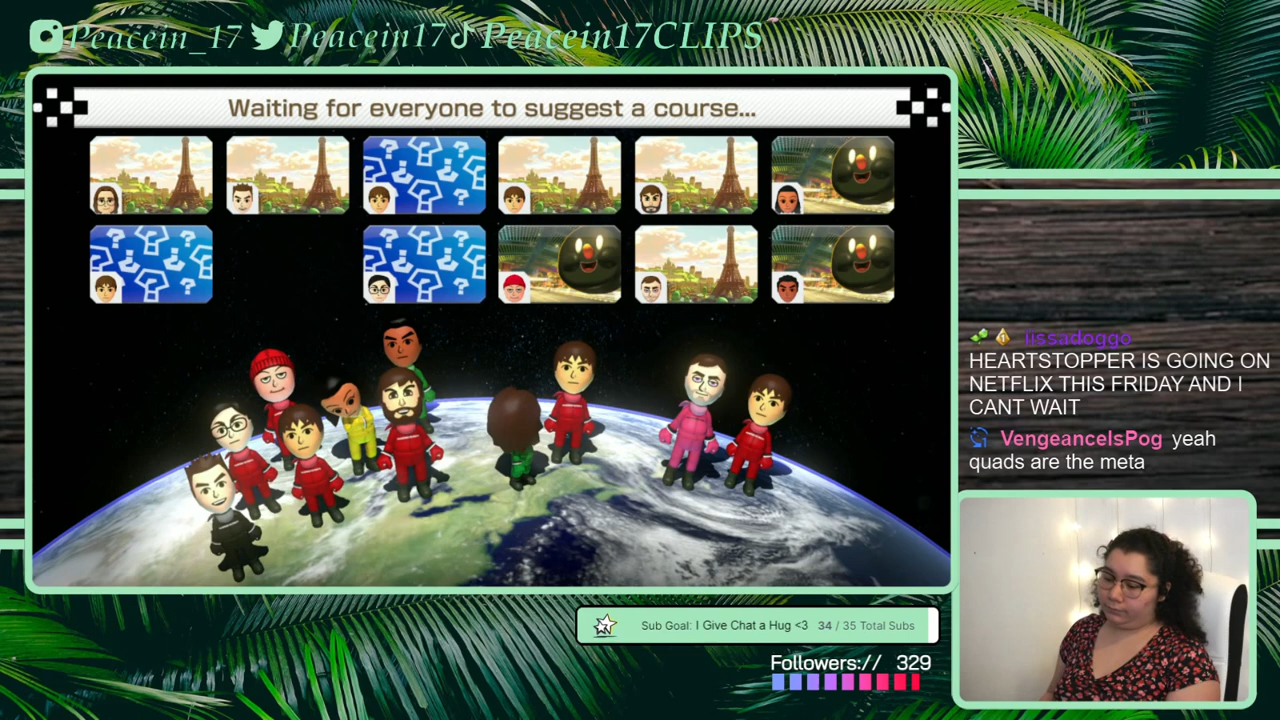 Peacein_17 Peacein17 Peacein17CLIPS
Waiting for everyone to suggest a course...
lissadoggo
HEARTSTOPPER IS GOING ON
NETFLIX THIS FRIDAY AND I
CANT WAIT
VengeanceIsPog yeah
quads are the meta
Sub Goal: I Give Chat a Hug <3 34 / 35 Total Subs
Followers:// 329